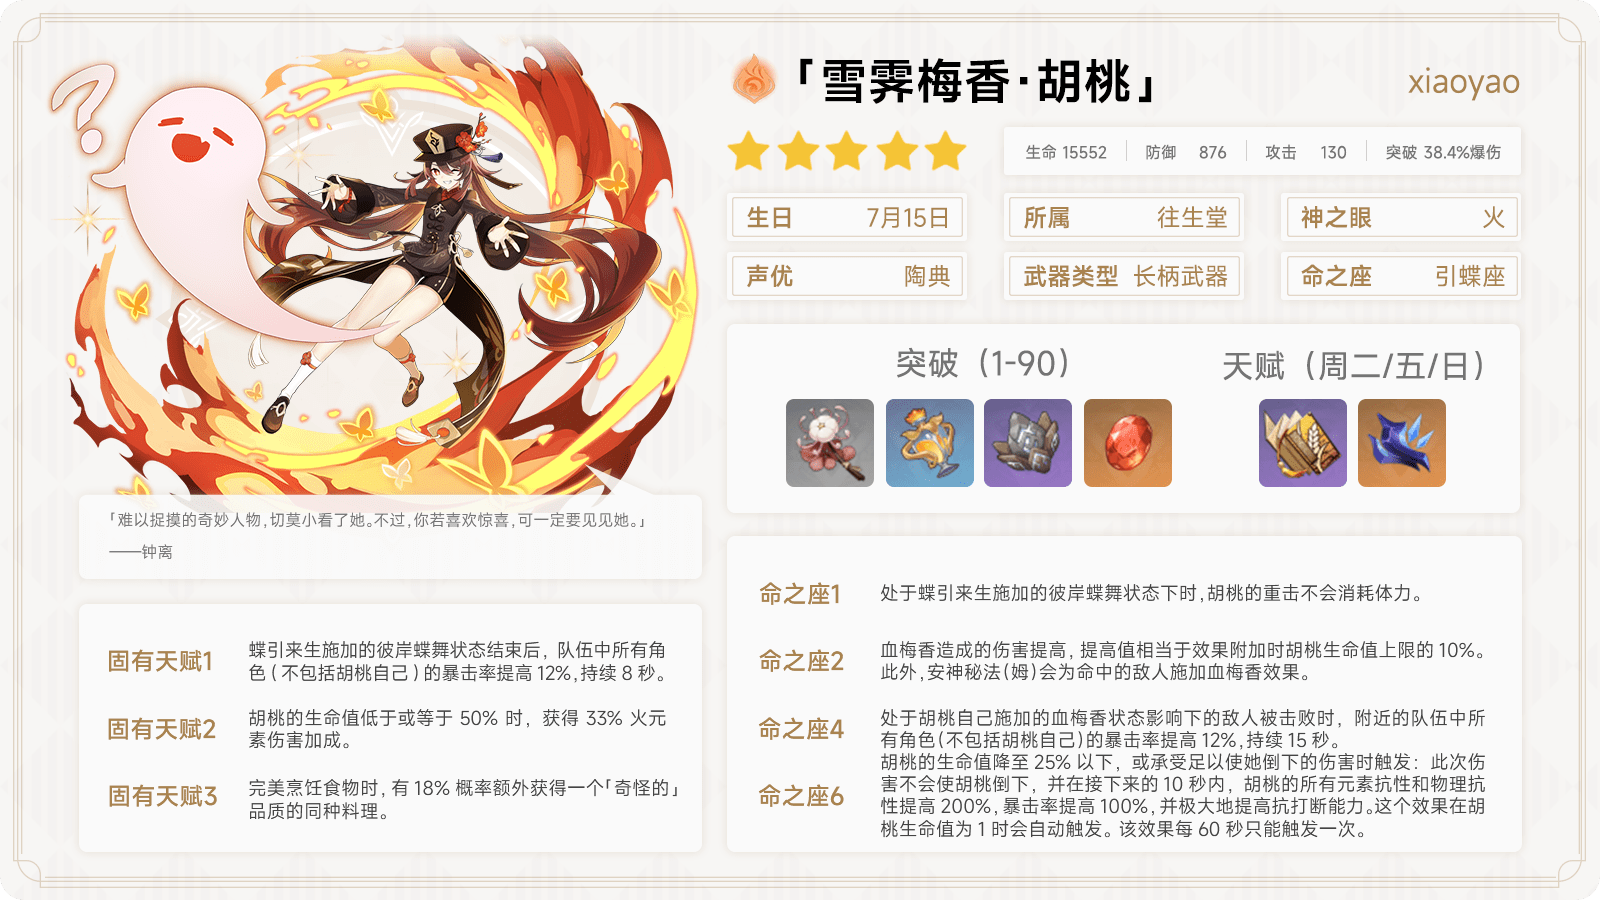 「雪霁梅香·胡桃」
xiaoyao
生命 15552 防御 876 攻击 130 突破 38.4%爆伤
生日 7月15日 所属 往生堂 神之眼 火
声优 陶典 武器类型 长柄武器 命之座 引蝶座
突破（1-90） 天赋（周二/五/日）
「难以捉摸的奇妙人物,切莫小看了她。不过,你若喜欢惊喜,可一定要见见她。」
——钟离
固有天赋1
蝶引来生施加的彼岸蝶舞状态结束后，队伍中所有角
色(不包括胡桃自己)的暴击率提高 12%,持续 8 秒。
固有天赋2
胡桃的生命值低于或等于 50% 时，获得 33% 火元
素伤害加成。
固有天赋3
完美烹饪食物时, 有 18% 概率额外获得一个「奇怪的」
品质的同种料理。
命之座1
处于蝶引来生施加的彼岸蝶舞状态下时,胡桃的重击不会消耗体力。
命之座2
血梅香造成的伤害提高, 提高值相当于效果附加时胡桃生命值上限的 10%。
此外,安神秘法(姆)会为命中的敌人施加血梅香效果。
命之座4
处于胡桃自己施加的血梅香状态影响下的敌人被击败时，附近的队伍中所
有角色(不包括胡桃自己)的暴击率提高 12%,持续 15 秒。
命之座6
胡桃的生命值降至 25% 以下，或承受足以使她倒下的伤害时触发：此次伤
害不会使胡桃倒下，并在接下来的 10 秒内，胡桃的所有元素抗性和物理抗
性提高 200%,暴击率提高 100%,并极大地提高抗打断能力。这个效果在胡
桃生命值为 1 时会自动触发。该效果每 60 秒只能触发一次。